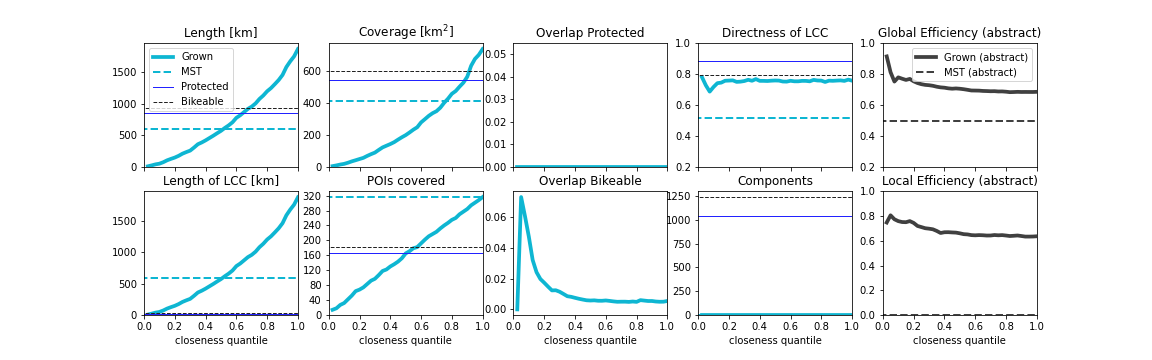 Length [km]
Coverage [km²]
Overlap Protected
Directness of LCC
Global Efficiency (abstract)
Grown
MST
Protected
Bikeable
Grown (abstract)
MST (abstract)
1500
1000
500
0
600
400
200
0
0.05
0.04
0.03
0.02
0.01
0.00
1.0
0.8
0.6
0.4
0.2
1.0
0.8
0.6
0.4
0.2
Length of LCC [km]
POIs covered
Overlap Bikeable
Components
Local Efficiency (abstract)
1500
1000
500
0
320
280
240
200
160
120
80
40
0
0.06
0.04
0.02
0.00
1250
1000
750
500
250
0
1.0
0.8
0.6
0.4
0.2
0.0
0.0 0.2 0.4 0.6 0.8 1.0
0.0 0.2 0.4 0.6 0.8 1.0
0.0 0.2 0.4 0.6 0.8 1.0
0.0 0.2 0.4 0.6 0.8 1.0
0.0 0.2 0.4 0.6 0.8 1.0
closeness quantile
closeness quantile
closeness quantile
closeness quantile
closeness quantile